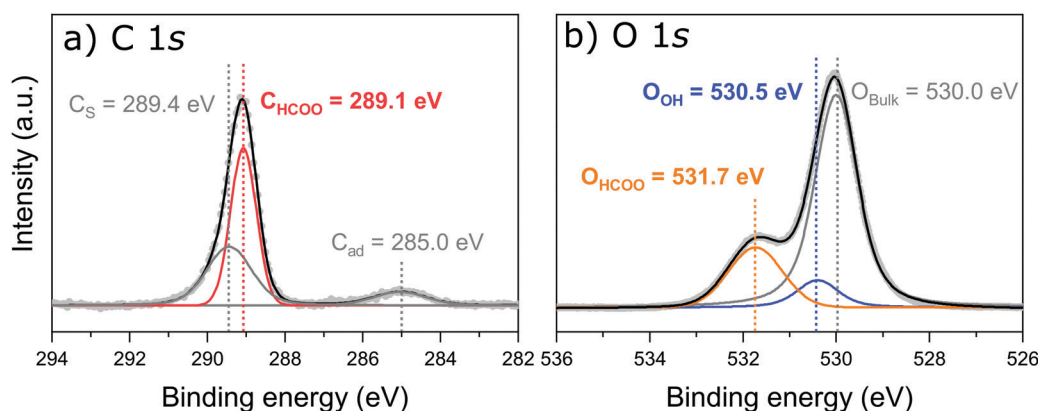 a) C 1s
C_S = 289.4 eV
C_HCOO = 289.1 eV
C_ad = 285.0 eV
Intensity (a.u.)
294 292 290 288 286 284 282
Binding energy (eV)
b) O 1s
O_OH = 530.5 eV
O_Bulk = 530.0 eV
O_HCOO = 531.7 eV
536 534 532 530 528 526
Binding energy (eV)